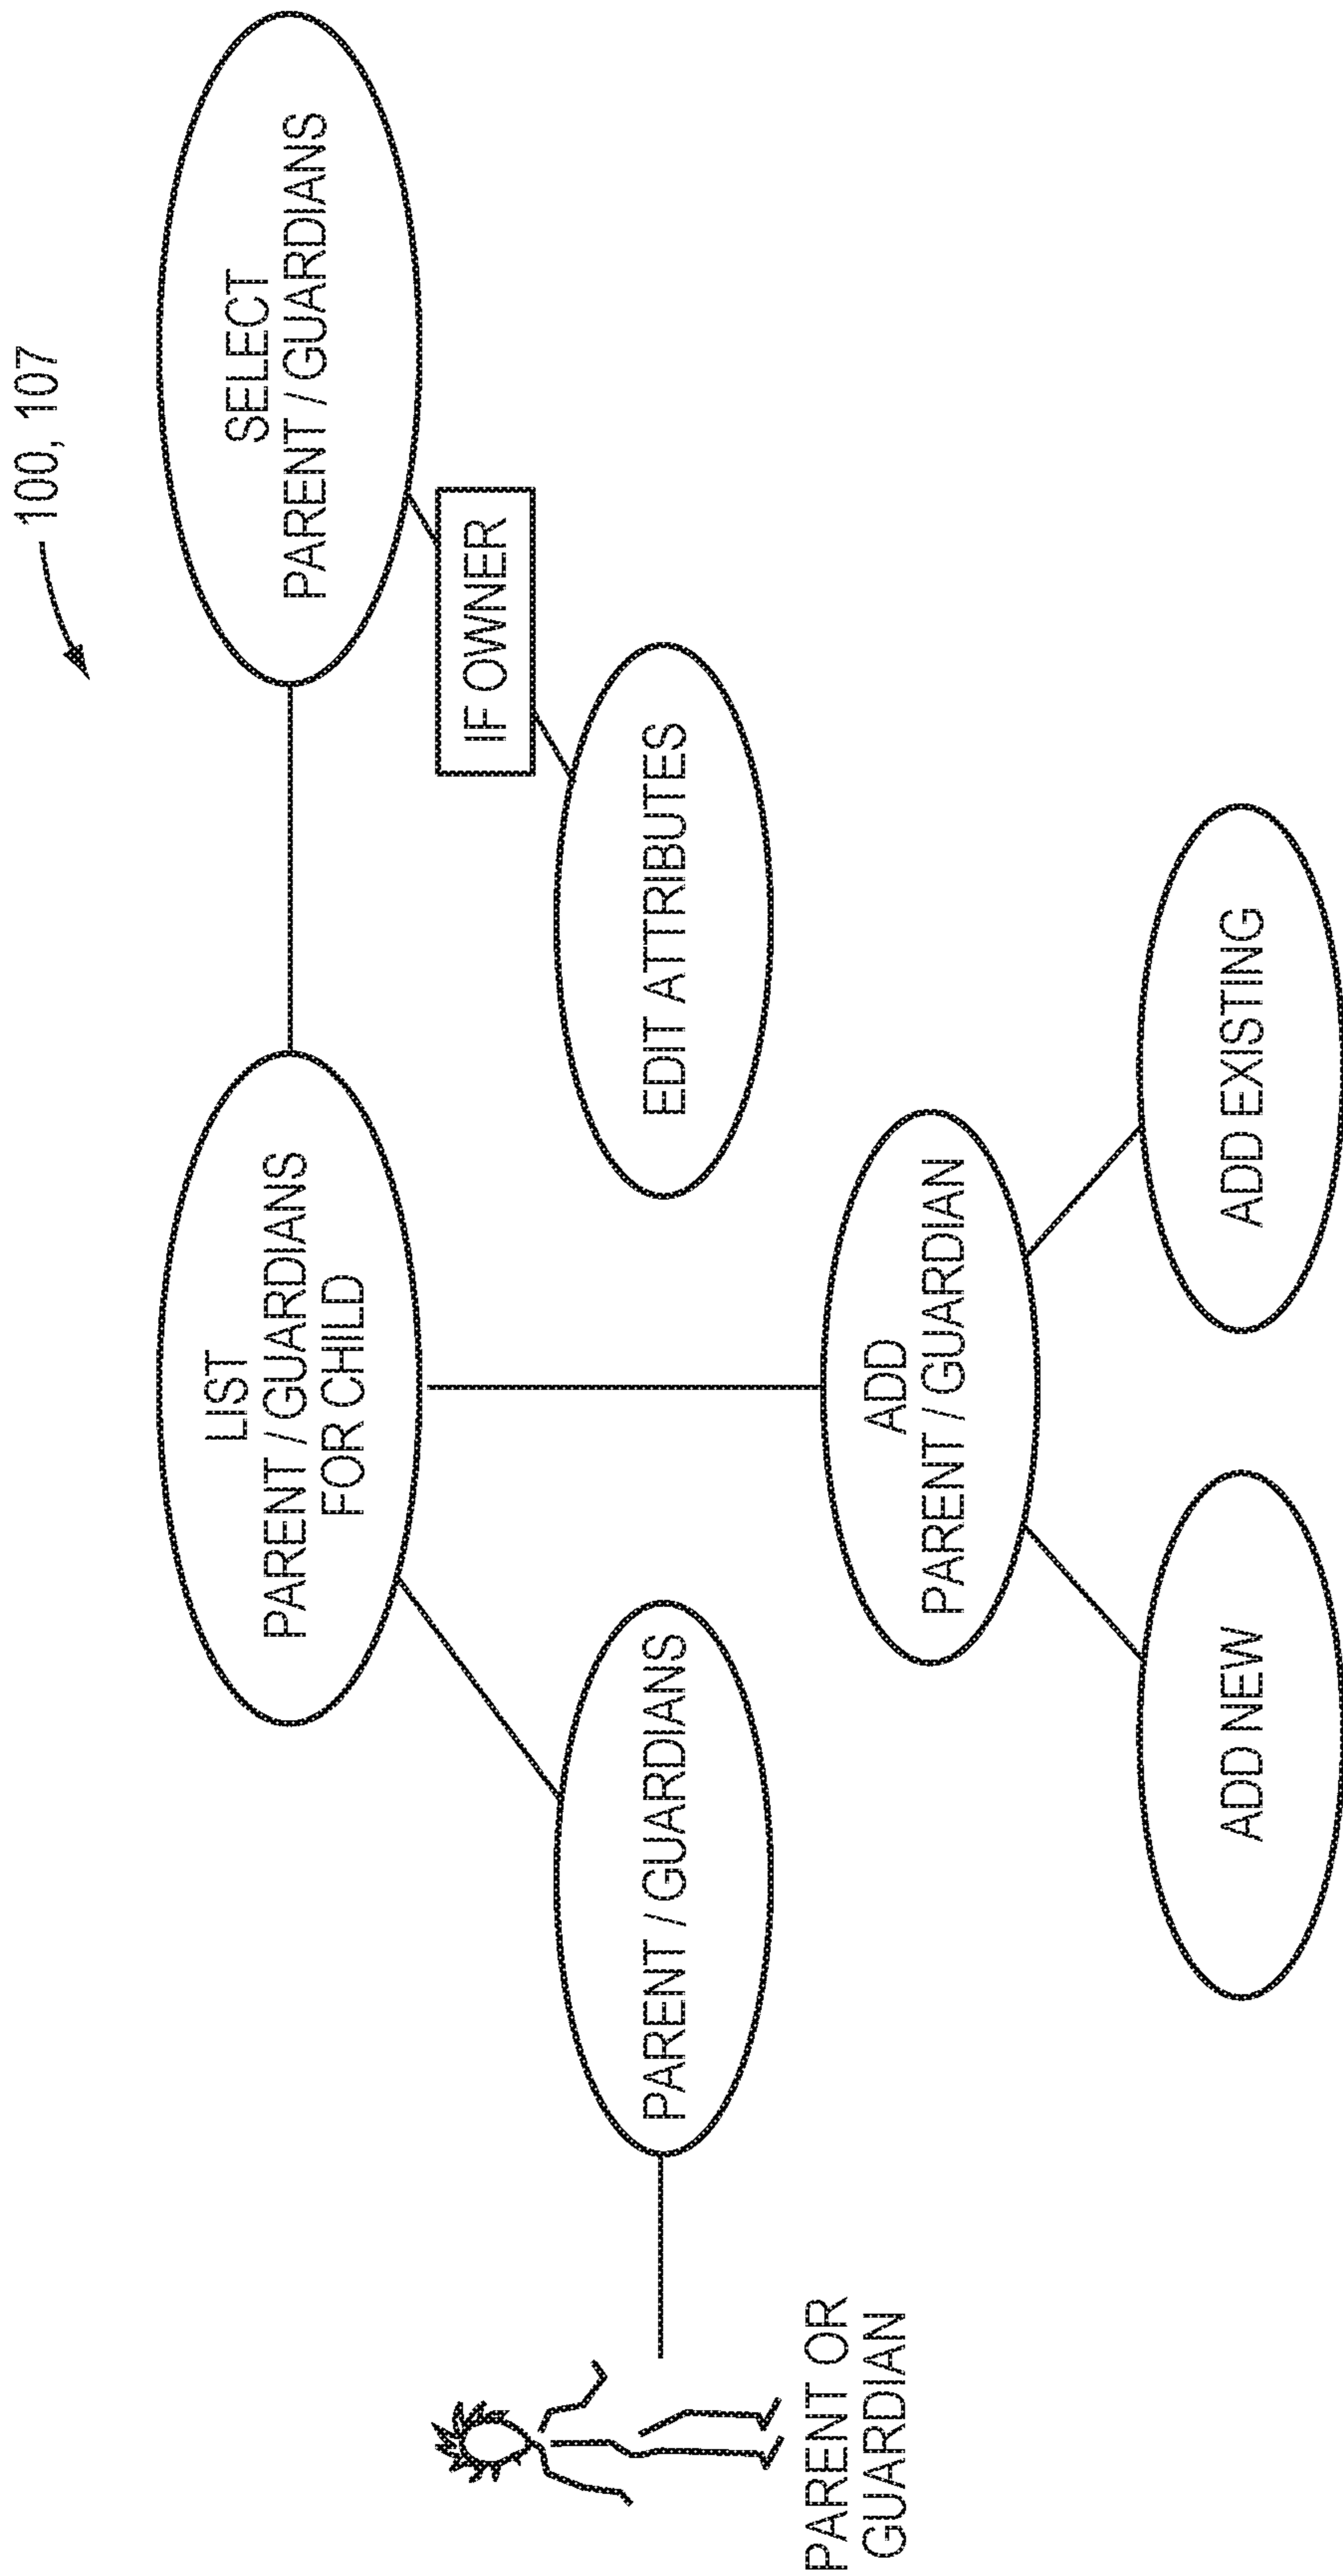 100, 107
LIST
PARENT / GUARDIANS
FOR CHILD
SELECT
PARENT / GUARDIANS
IF OWNER
PARENT / GUARDIANS
EDIT ATTRIBUTES
PARENT OR
GUARDIAN
ADD
PARENT / GUARDIAN
ADD NEW
ADD EXISTING